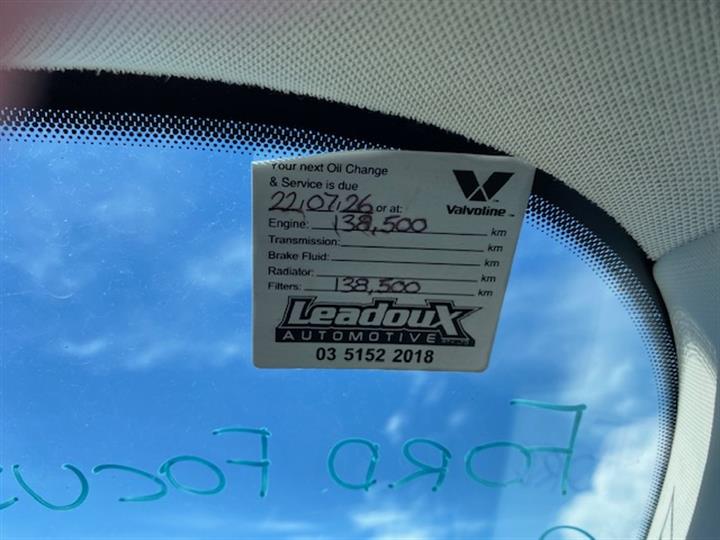 Your next Oil Change
& Service is due
22,07,26 or at:
Engine: 138,500 km
Transmission: km
Brake Fluid: km
Radiator: km
Filters: 138,500 km
Valvoline
Leadoux
AUTOMOTIVE
03 5152 2018
FORD FOCUS